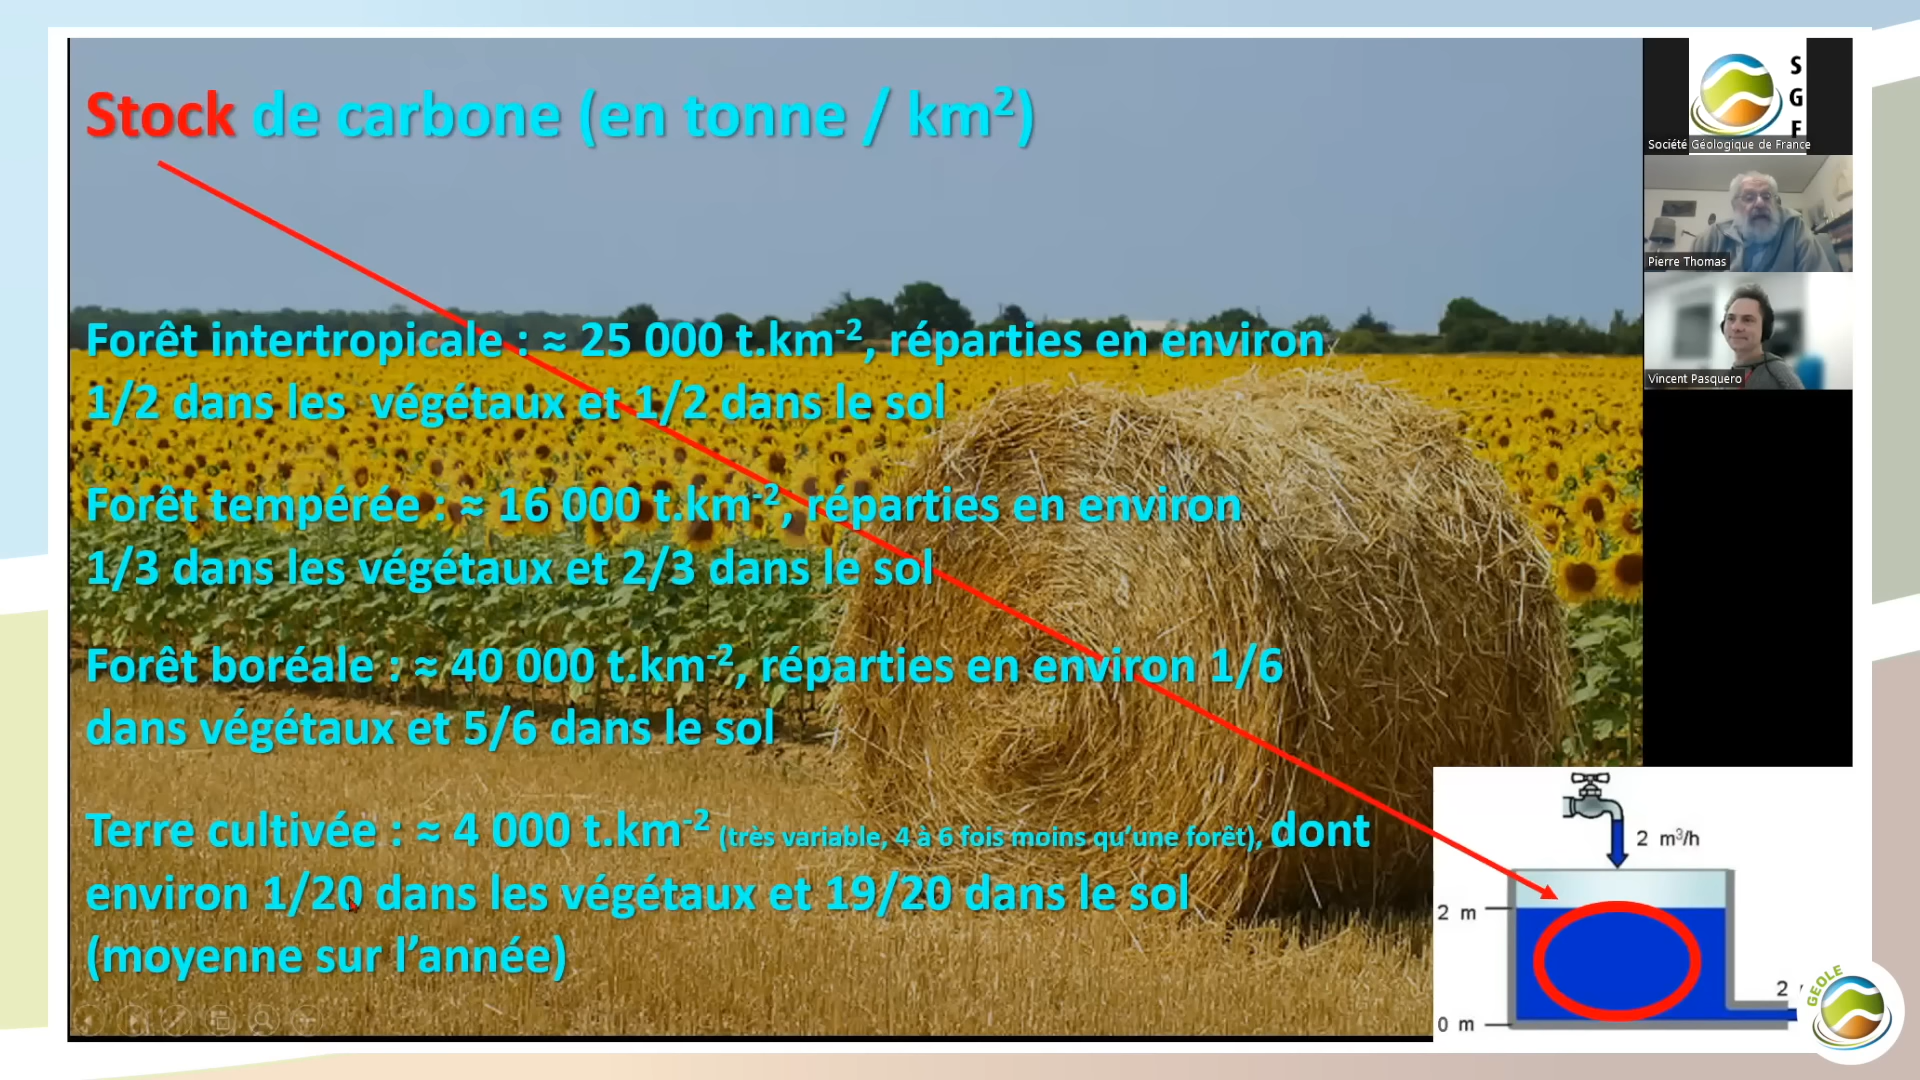 Stock de carbone (en tonne / km²)
Forêt intertropicale : ≈ 25 000 t.km⁻², réparties en environ
1/2 dans les végétaux et 1/2 dans le sol
Forêt tempérée : ≈ 16 000 t.km⁻², réparties en environ
1/3 dans les végétaux et 2/3 dans le sol
Forêt boréale : ≈ 40 000 t.km⁻², réparties en environ 1/6
dans végétaux et 5/6 dans le sol
Terre cultivée : ≈ 4 000 t.km⁻² (très variable, 4 à 6 fois moins qu’une forêt), dont
environ 1/20 dans les végétaux et 19/20 dans le sol
(moyenne sur l’année)
S
G
F
Société Géologique de France
Pierre Thomas
Vincent Pasquero
2 m³/h
2 m
2
0 m
GEOLE